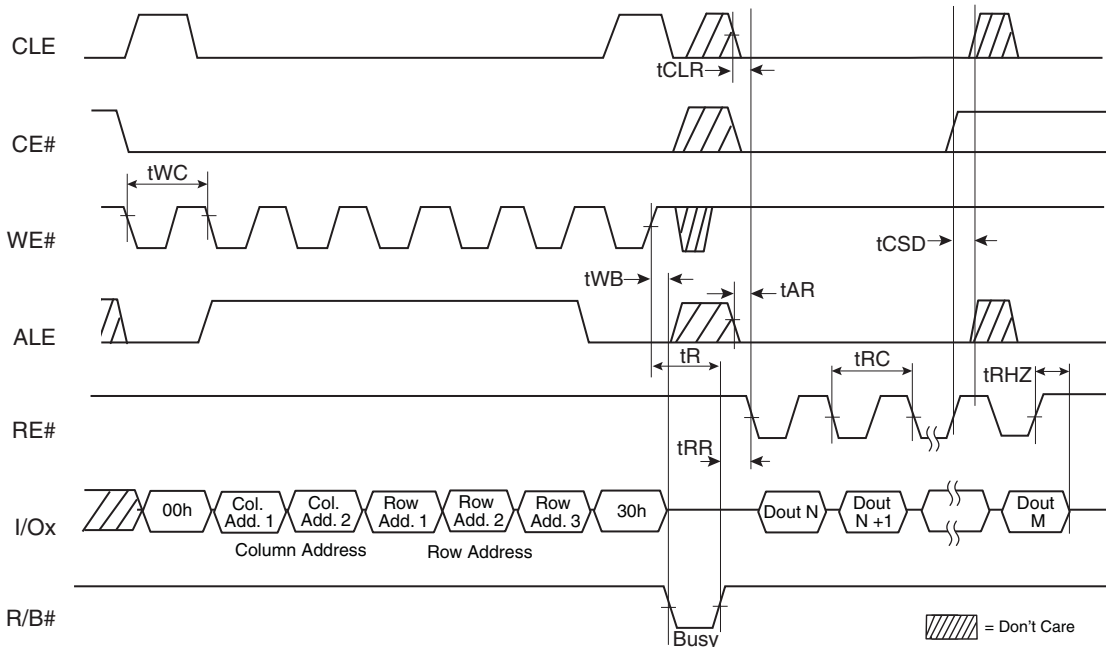 CLE
tCLR
CE#
tWC
WE#
tCSD
tWB
tAR
ALE
tR
tRC
tRHZ
RE#
tRR
I/Ox
00h
Col.
Add. 1
Col.
Add. 2
Row
Add. 1
Row
Add. 2
Row
Add. 3
30h
Dout N
Dout
N +1
Dout
M
Column Address
Row Address
R/B#
Busy
= Don't Care